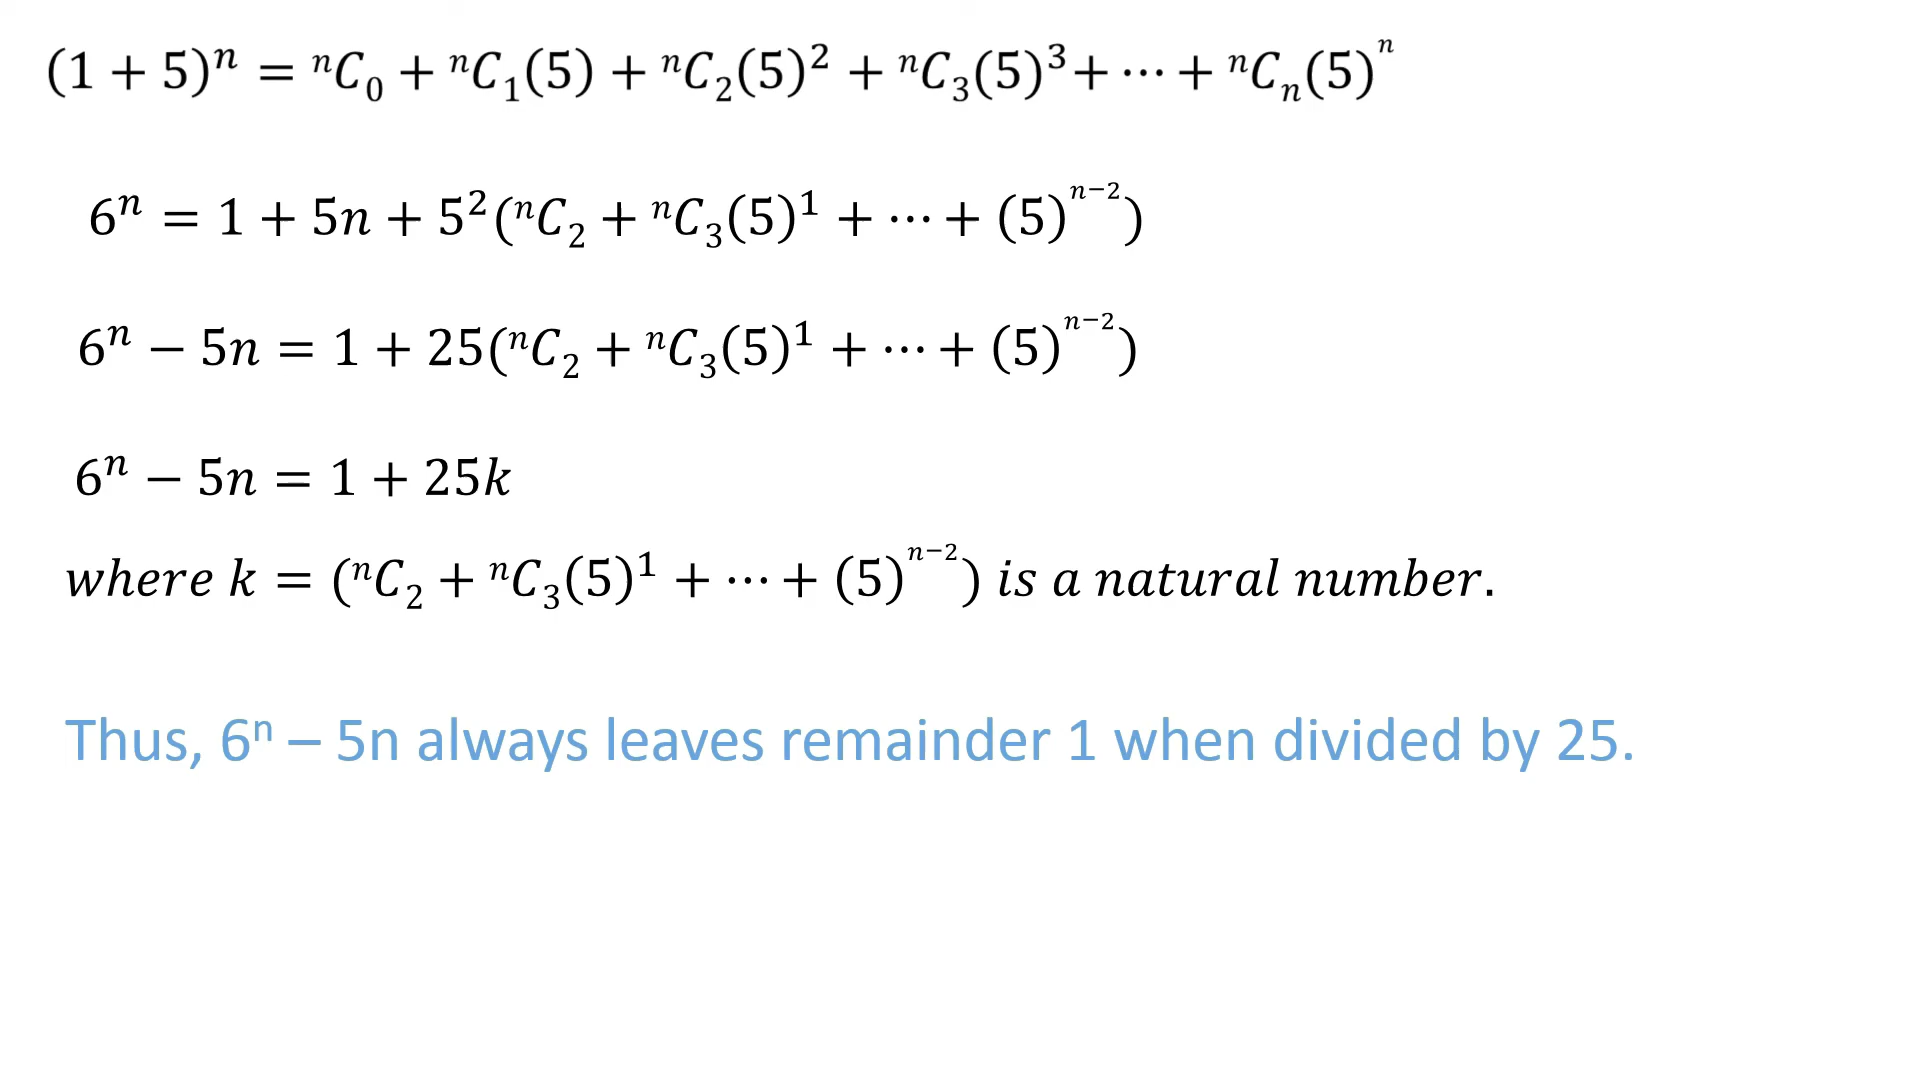 (1 + 5)ⁿ = ⁿC₀ + ⁿC₁(5) + ⁿC₂(5)² + ⁿC₃(5)³+ ⋯ + ⁿCₙ(5)ⁿ
6ⁿ = 1 + 5n + 5²(ⁿC₂ + ⁿC₃(5)¹ + ⋯ + (5)ⁿ⁻²)
6ⁿ − 5n = 1 + 25(ⁿC₂ + ⁿC₃(5)¹ + ⋯ + (5)ⁿ⁻²)
6ⁿ − 5n = 1 + 25k
where k = (ⁿC₂ + ⁿC₃(5)¹ + ⋯ + (5)ⁿ⁻²) is a natural number.
Thus, 6ⁿ – 5n always leaves remainder 1 when divided by 25.